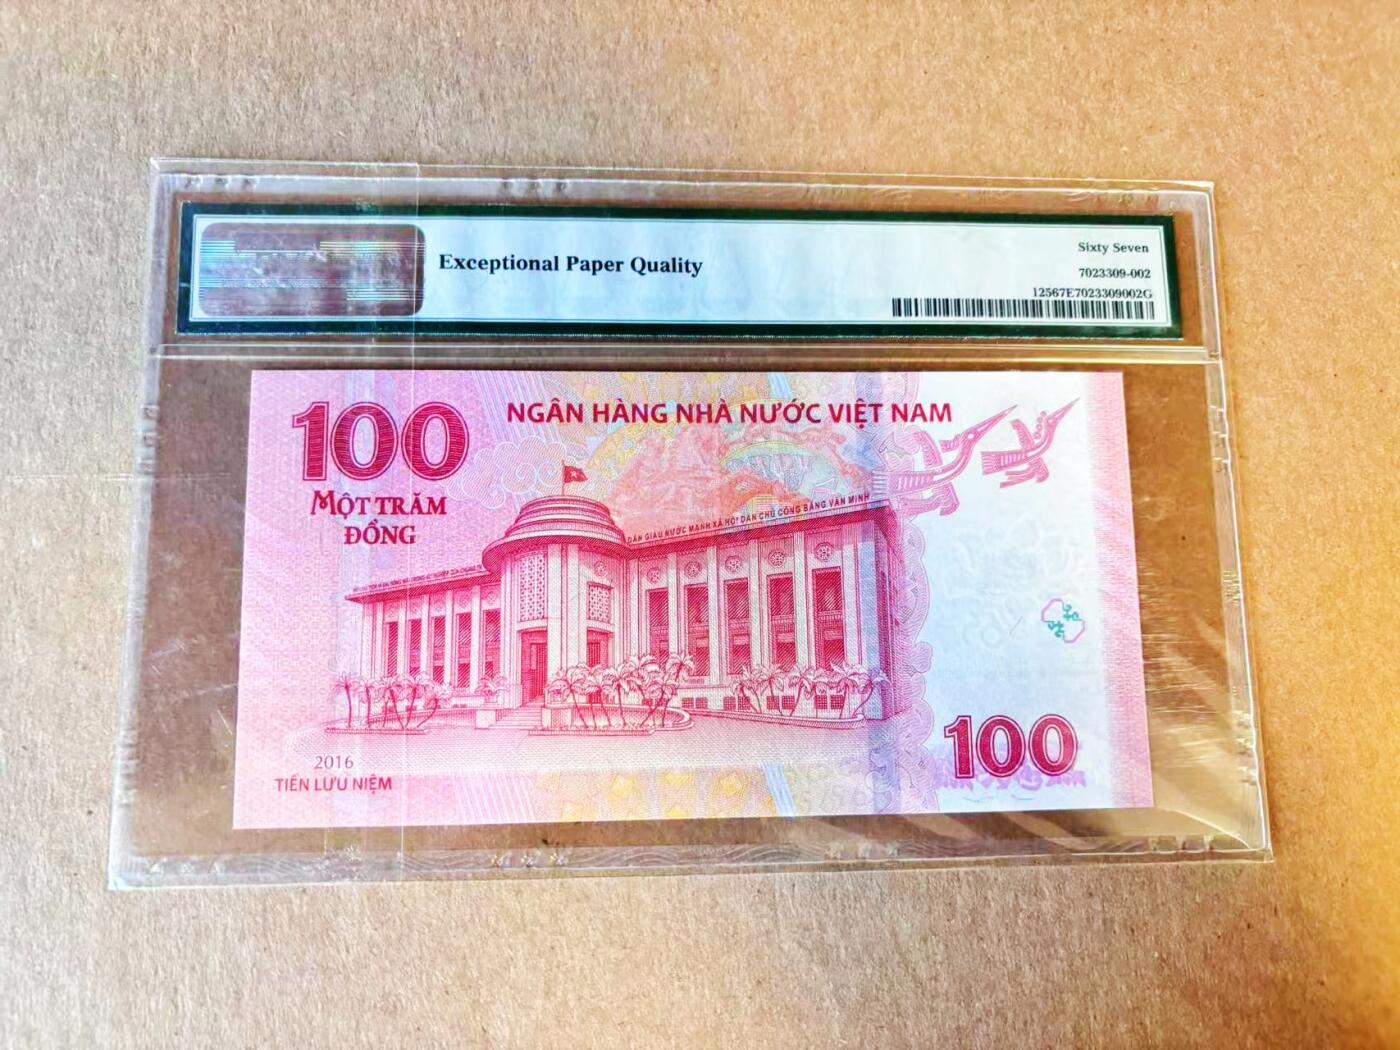 Exceptional Paper Quality
Sixty Seven
7023309-002
12567E7023309002G
100
NGÂN HÀNG NHÀ NƯỚC VIỆT NAM
MỘT TRĂM
ĐỒNG
DÂN GIÀU NƯỚC MẠNH XÃ HỘI DÂN CHỦ CÔNG BẰNG VĂN MINH
2016
TIỀN LƯU NIỆM
100